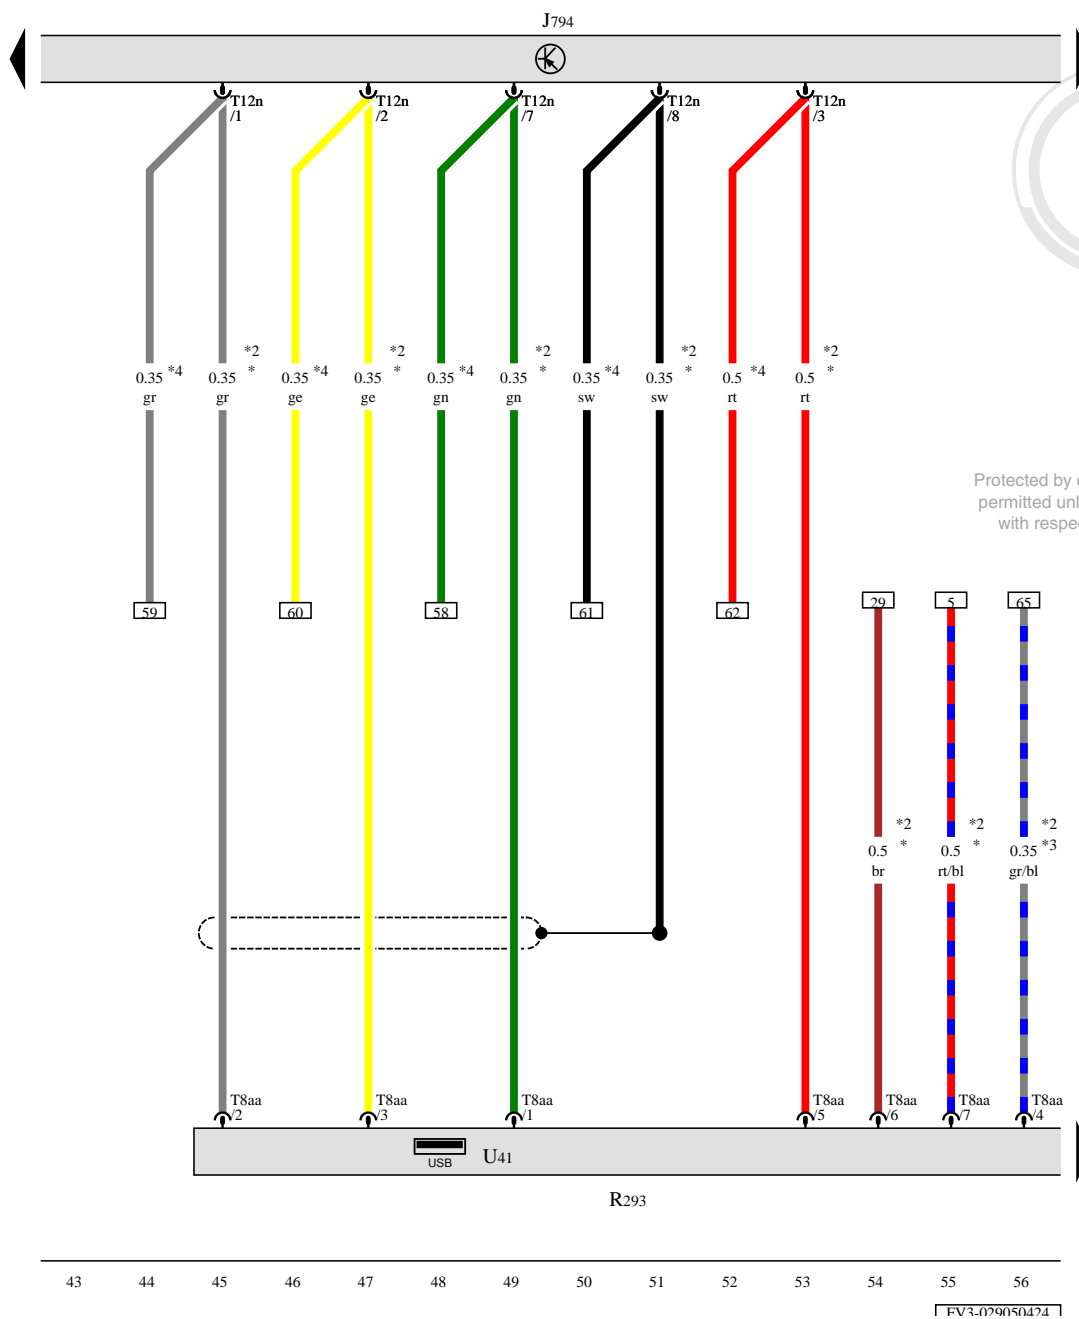 J794
T12n /1
T12n /2
T12n /7
T12n /8
T12n /3
0.35 gr *4
0.35 gr *2 *
0.35 ge *4
0.35 ge *2 *
0.35 gn *4
0.35 gn *2 *
0.35 sw *4
0.35 sw *2 *
0.5 rt *4
0.5 rt *2 *
Protected by
permitted unl
with respe
59
60
58
61
62
29
5
65
0.5 br *2 *
0.5 rt/bl *2 *
0.35 gr/bl *2 *3
T8aa /2
T8aa /3
T8aa /1
T8aa /5
T8aa /6
T8aa /7
T8aa /4
USB
U41
R293
43 44 45 46 47 48 49 50 51 52 53 54 55 56
EV3-029050424